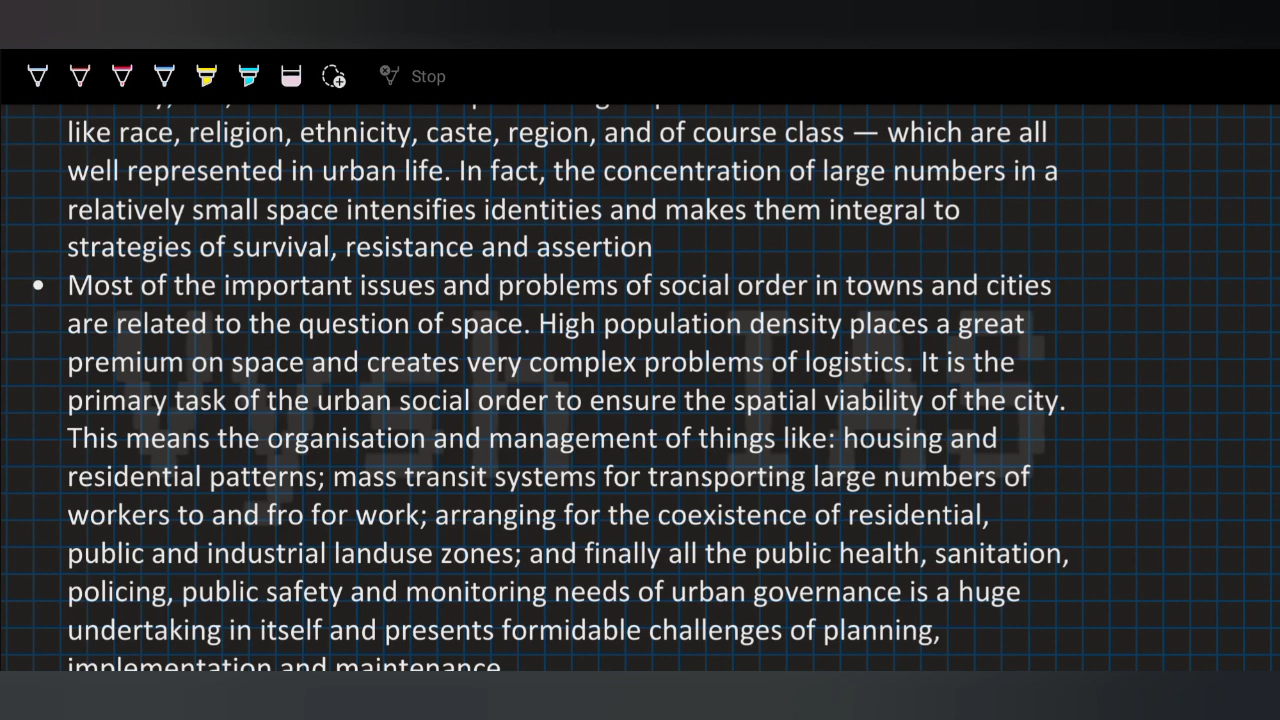 Stop
like race, religion, ethnicity, caste, region, and of course class — which are all
well represented in urban life. In fact, the concentration of large numbers in a
relatively small space intensifies identities and makes them integral to
strategies of survival, resistance and assertion
• Most of the important issues and problems of social order in towns and cities
are related to the question of space. High population density places a great
premium on space and creates very complex problems of logistics. It is the
primary task of the urban social order to ensure the spatial viability of the city.
This means the organisation and management of things like: housing and
residential patterns; mass transit systems for transporting large numbers of
workers to and fro for work; arranging for the coexistence of residential,
public and industrial landuse zones; and finally all the public health, sanitation,
policing, public safety and monitoring needs of urban governance is a huge
undertaking in itself and presents formidable challenges of planning,
implementation and maintenance
Vysh IAS